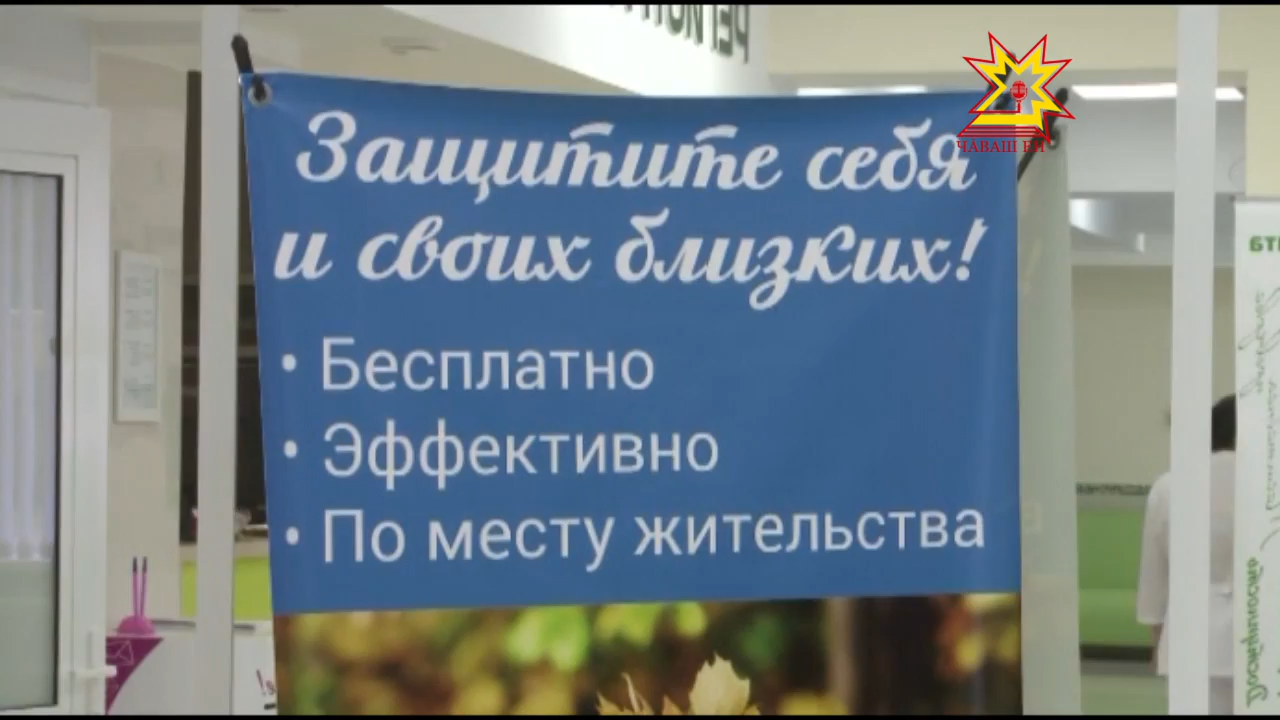 ЧĂВАШ ЕН
Защитите себя
и своих близких!
• Бесплатно
• Эффективно
• По месту жительства